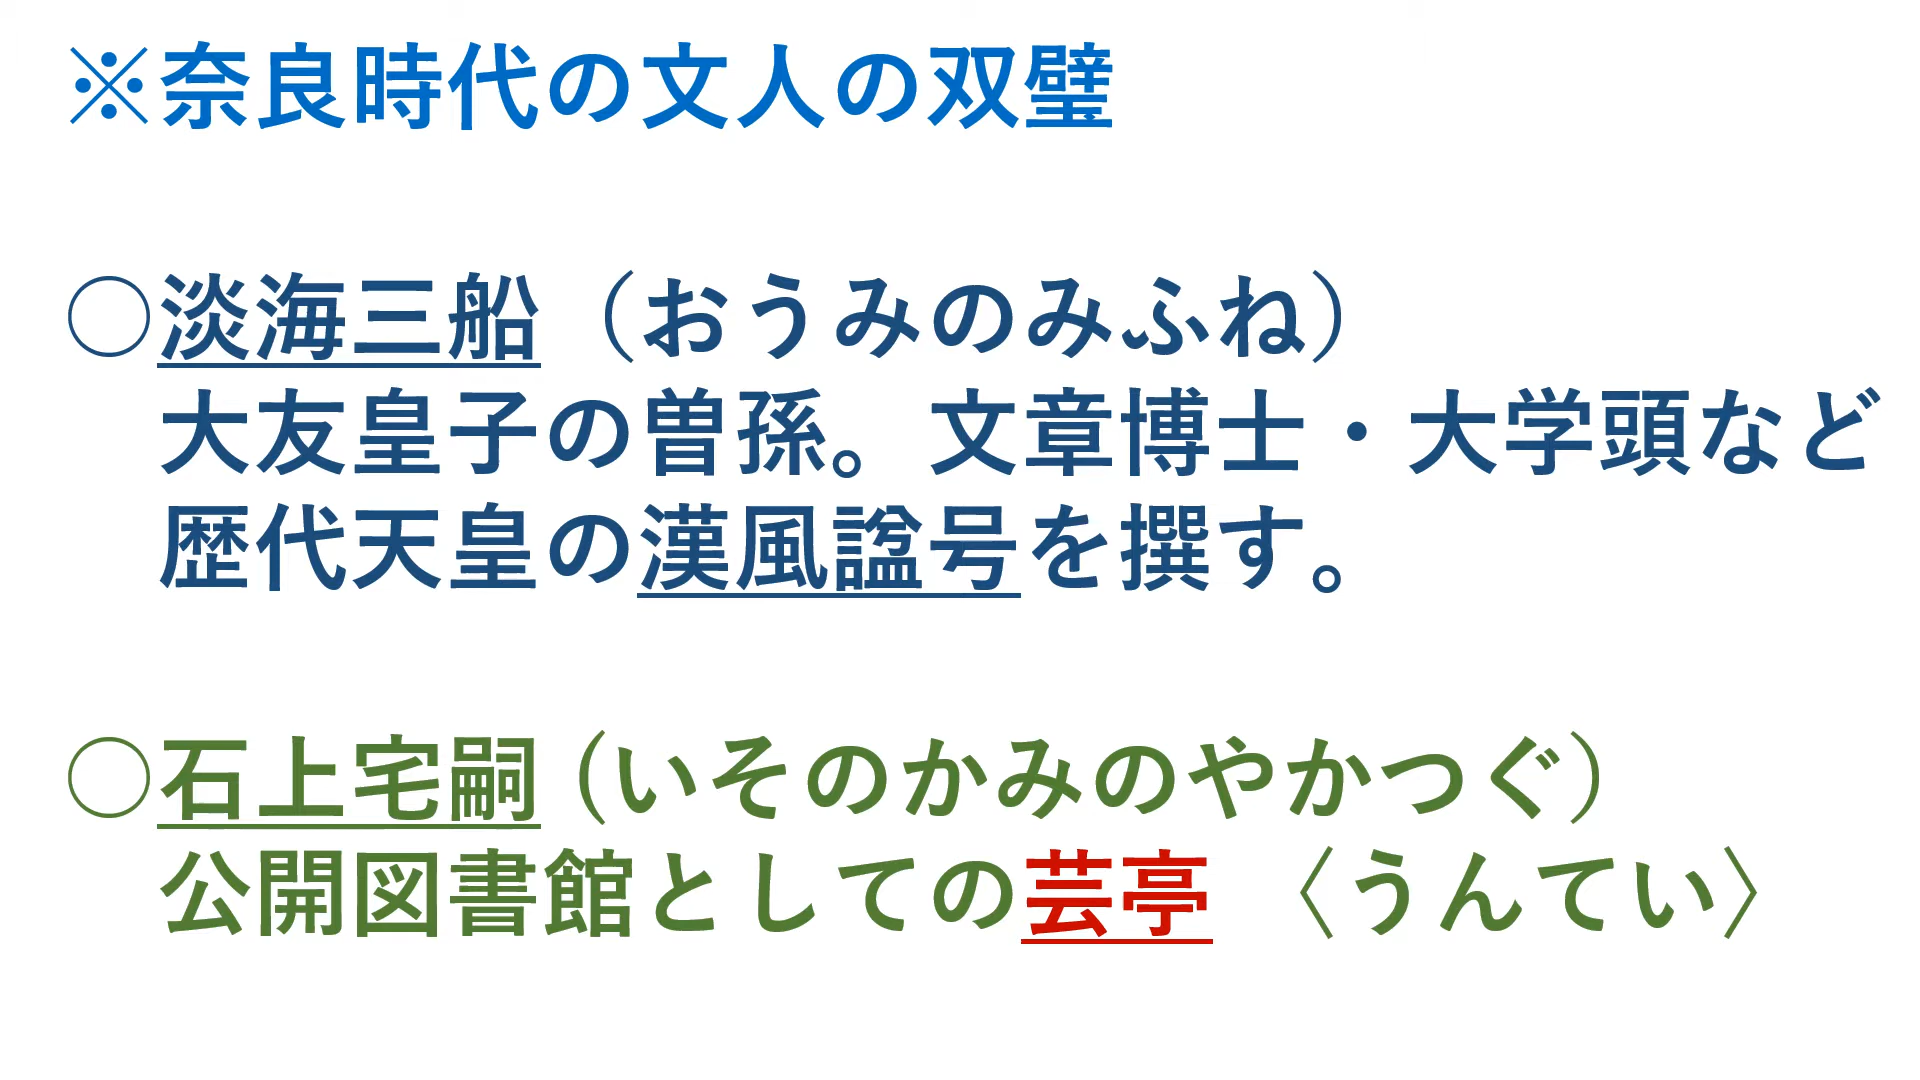 ※奈良時代の文人の双璧
○淡海三船（おうみのみふね）
大友皇子の曽孫。文章博士・大学頭など
歴代天皇の漢風諡号を撰す。
○石上宅嗣(いそのかみのやかつぐ）
公開図書館としての芸亭〈うんてい〉